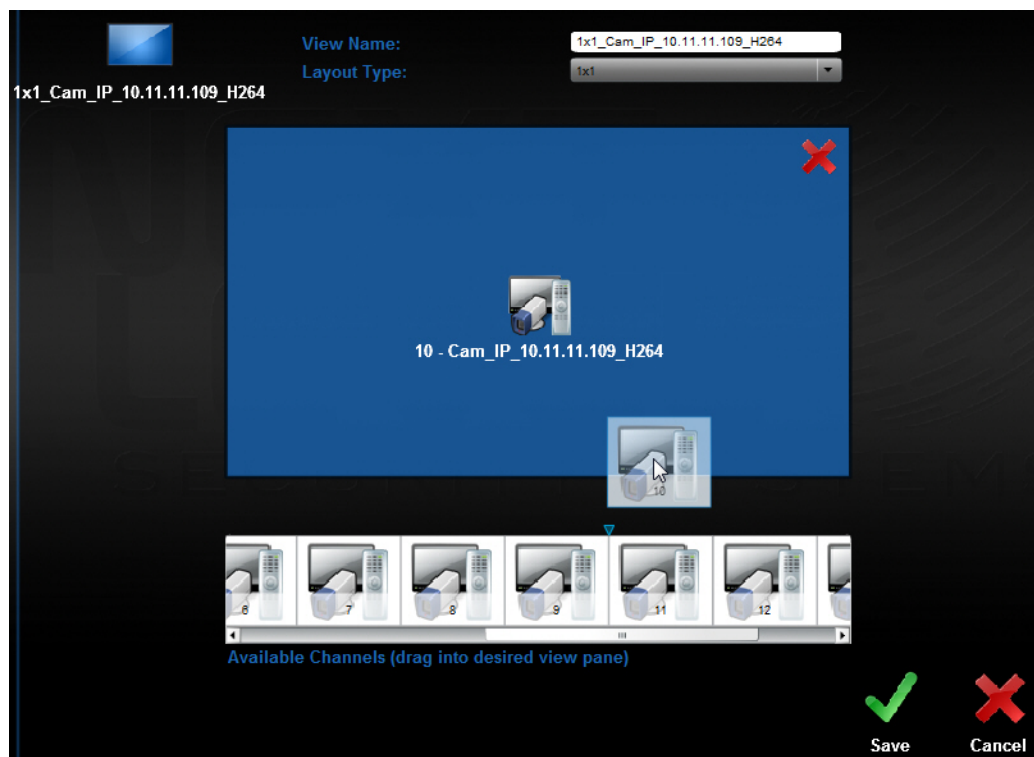 View Name:
1x1_Cam_IP_10.11.11.109_H264
Layout Type:
1x1
1x1_Cam_IP_10.11.11.109_H264
10 - Cam_IP_10.11.11.109_H264
10
6
7
8
9
11
12
Available Channels (drag into desired view pane)
Save
Cancel